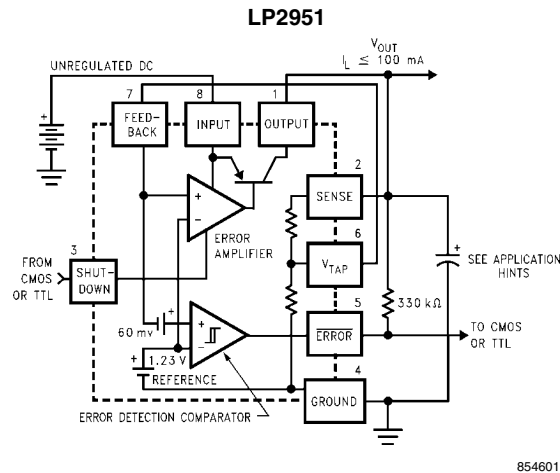 LP2951
UNREGULATED DC
V_OUT
I_L ≤ 100 mA
7
8
1
FEED-
BACK
INPUT
OUTPUT
2
SENSE
+
−
ERROR
AMPLIFIER
6
V_TAP
+
SEE APPLICATION
HINTS
3
FROM
CMOS
OR TTL
SHUT-
DOWN
+
60 mv
+
−
5
ERROR
330 kΩ
TO CMOS
OR TTL
+
1.23 V
REFERENCE
4
GROUND
ERROR DETECTION COMPARATOR
+
854601